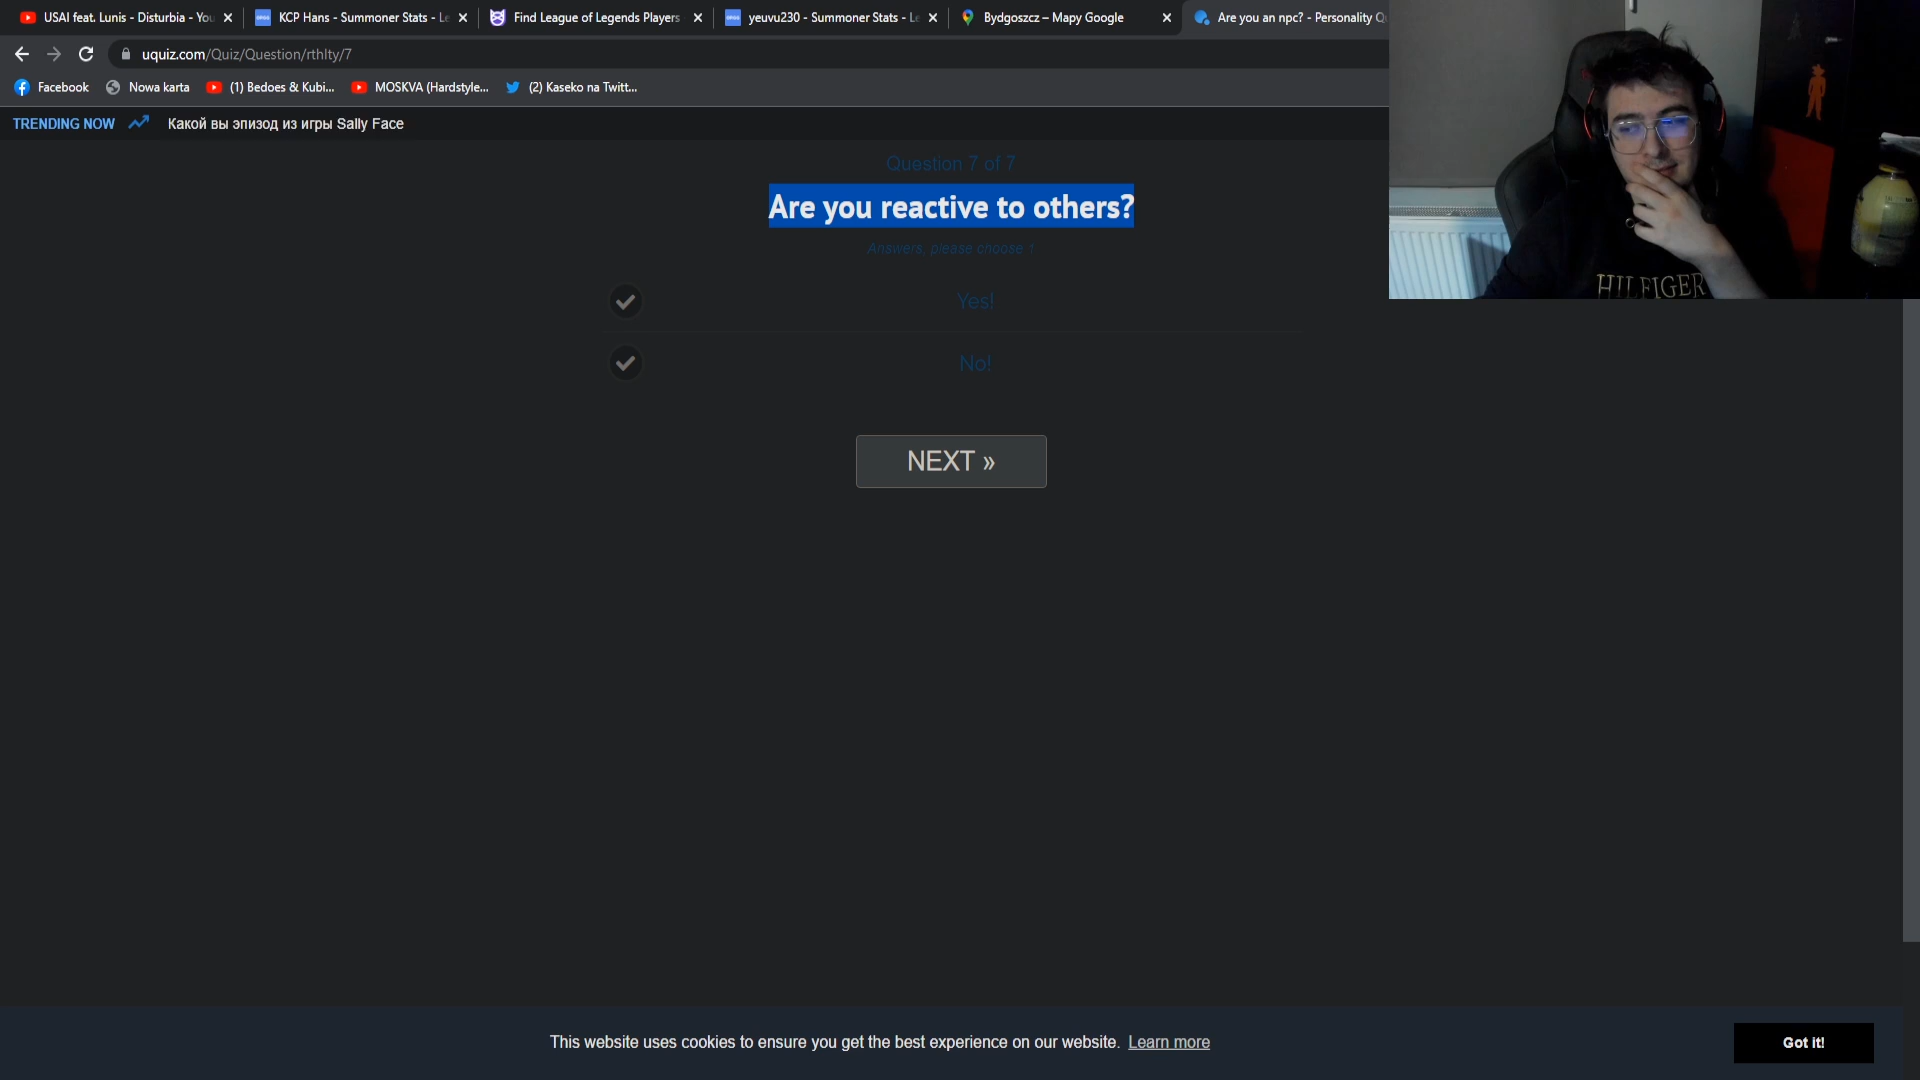 USAI feat. Lunis - Disturbia - You
KCP Hans - Summoner Stats - Le
Find League of Legends Players
yeuvu230 - Summoner Stats - Le
Bydgoszcz – Mapy Google
Are you an npc? - Personality Qu
uquiz.com/Quiz/Question/rthlty/7
Facebook
Nowa karta
(1) Bedoes & Kubi...
MOSKVA (Hardstyle...
(2) Kaseko na Twitt...
TRENDING NOW
Какой вы эпизод из игры Sally Face
Question 7 of 7
Are you reactive to others?
Answers, please choose 1
Yes!
No!
NEXT »
HILFIGER
This website uses cookies to ensure you get the best experience on our website. Learn more
Got it!